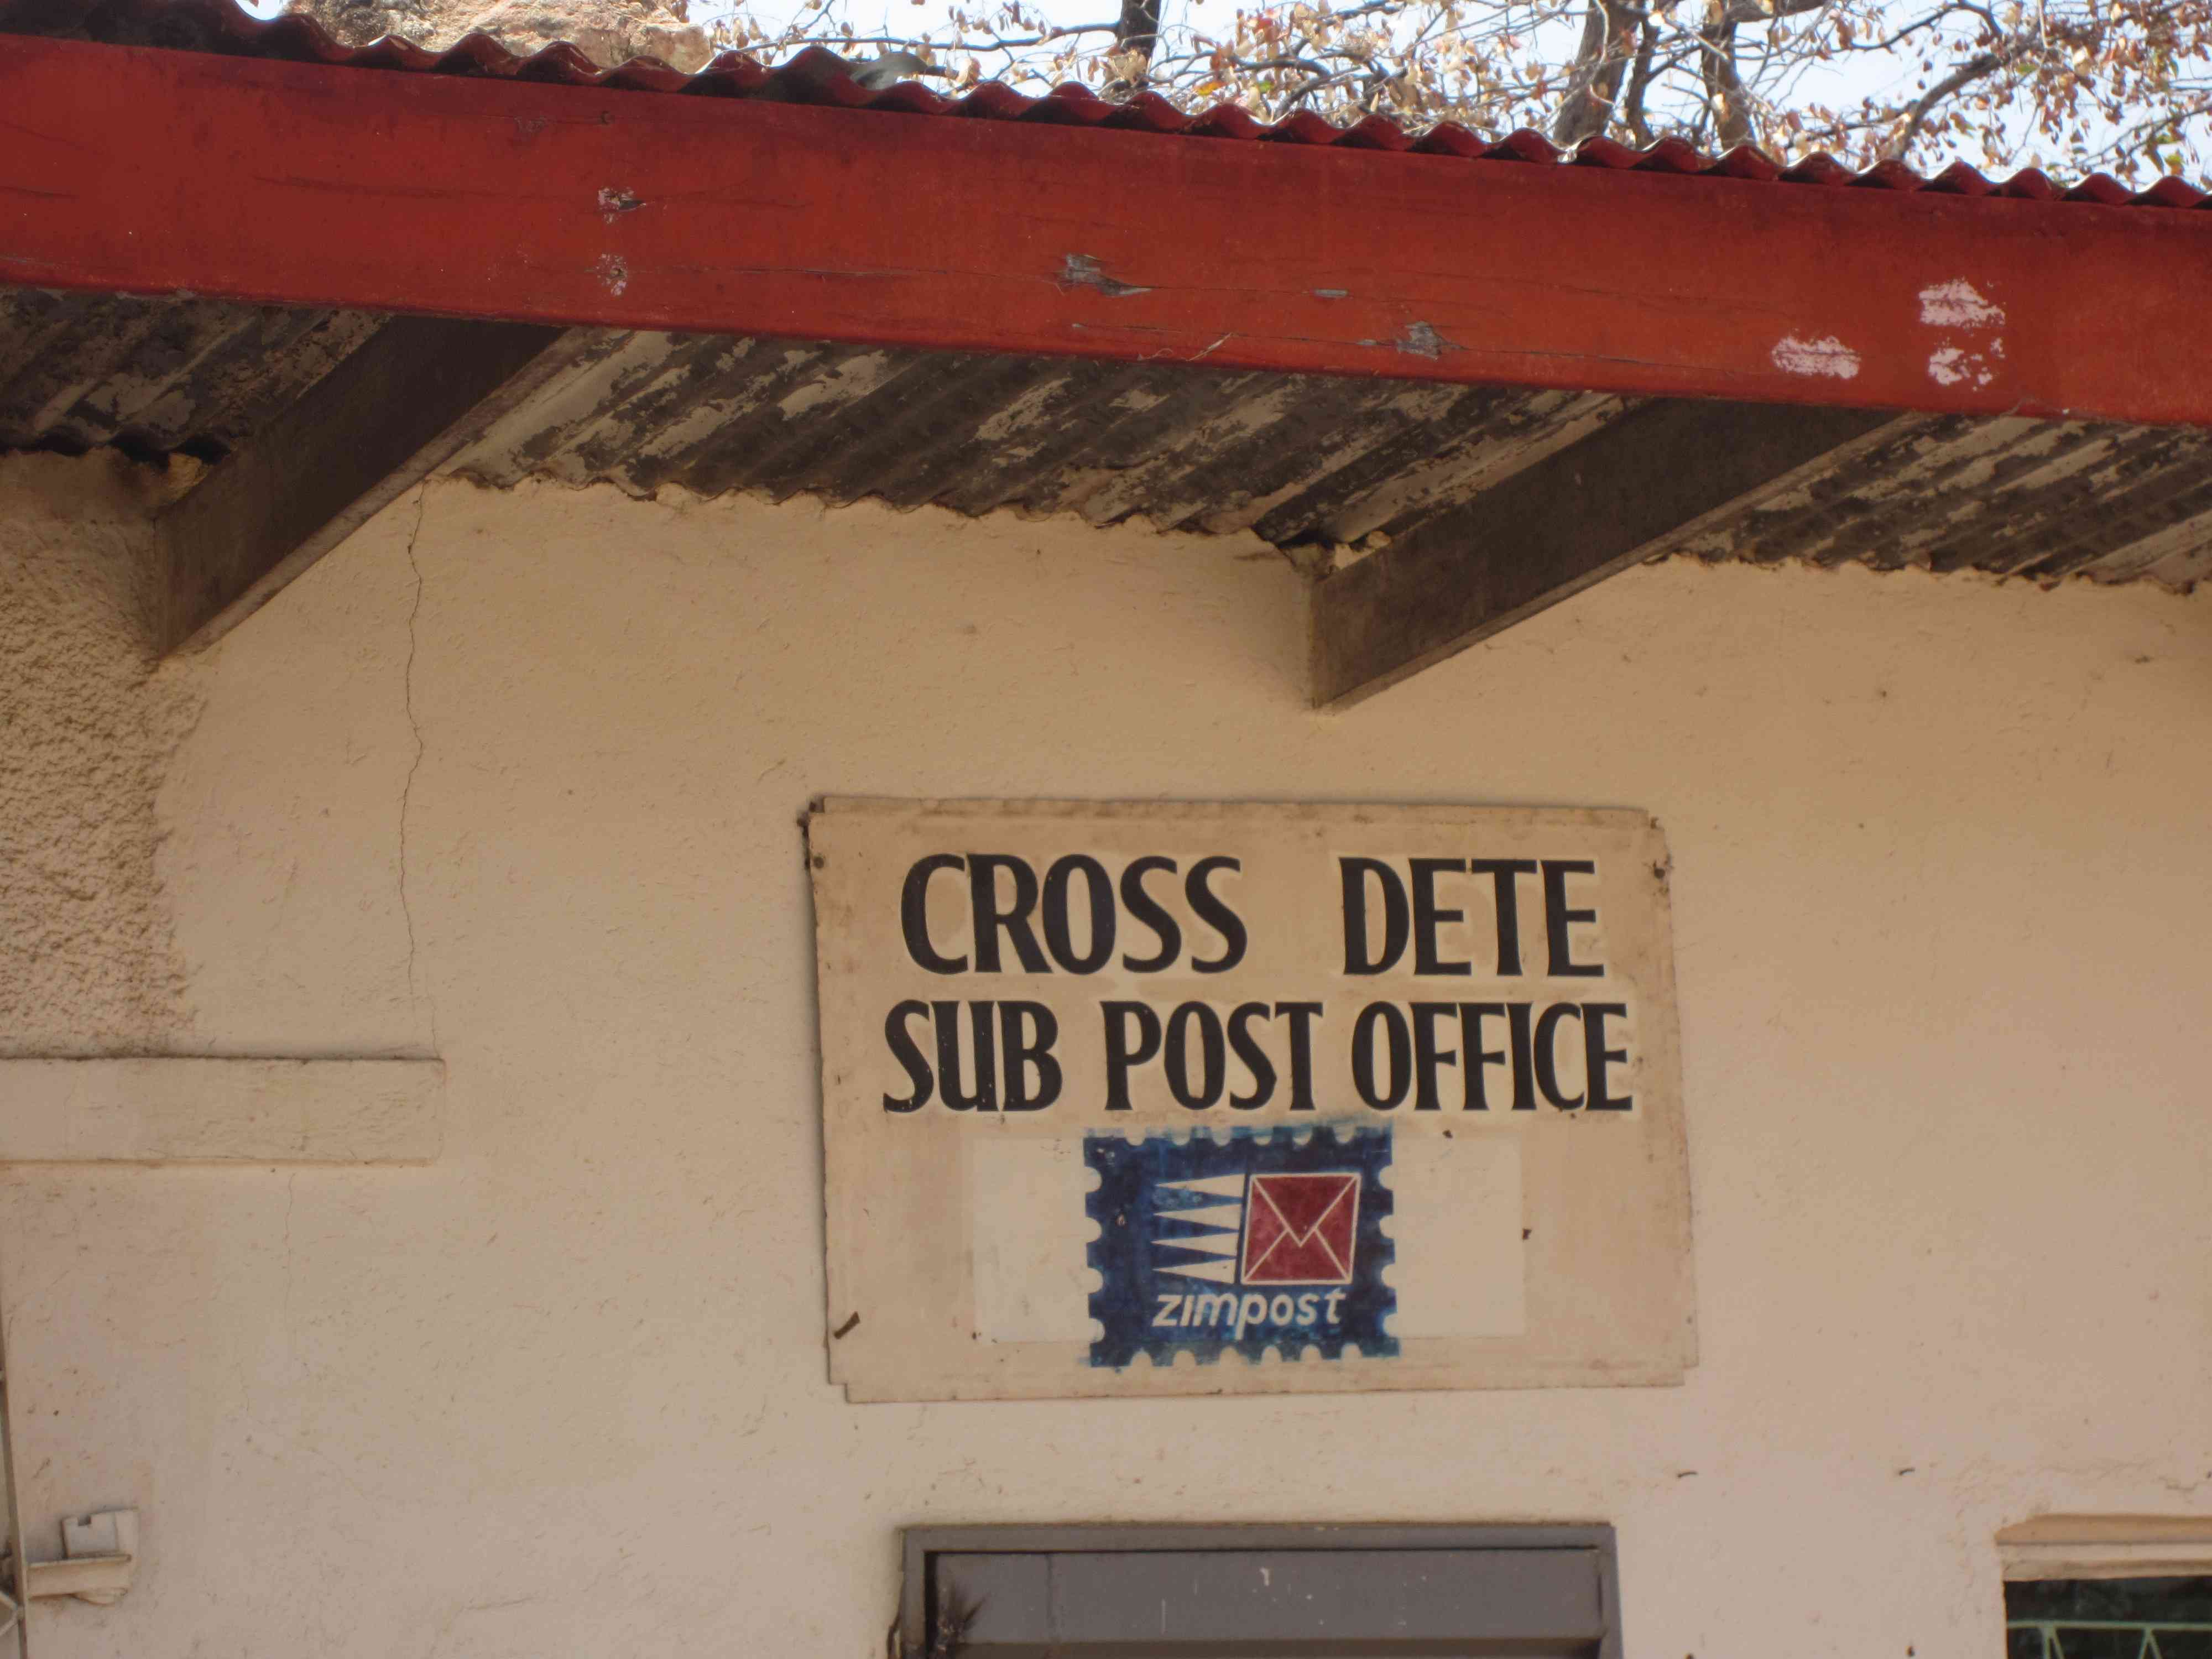 CROSS DETE
SUB POST OFFICE
zimpost